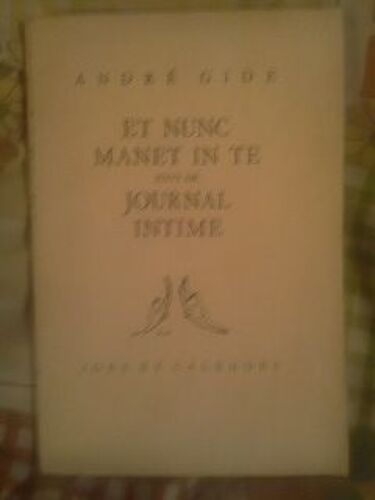 ANDRÉ GIDE
ET NUNC
MANET IN TE
SUIVI DE
JOURNAL
INTIME
IDES ET CALENDES